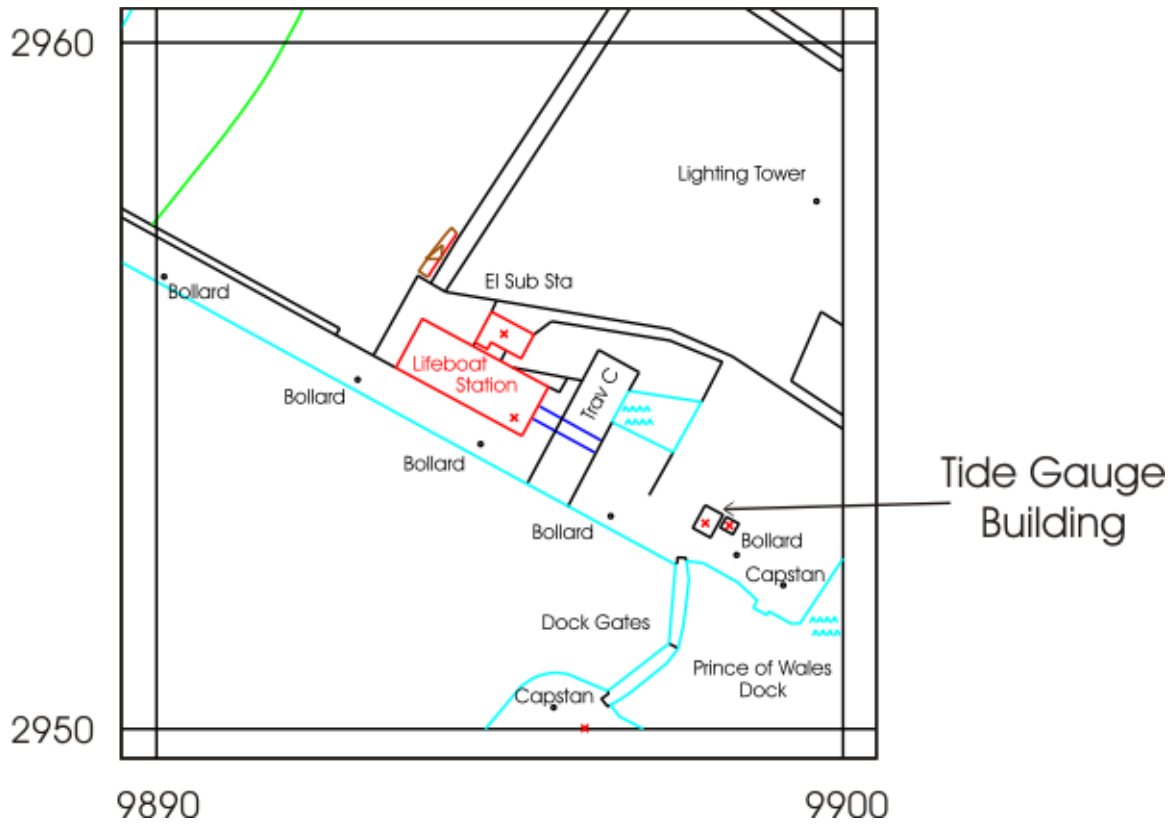 2960
Lighting Tower
El Sub Sta
Bollard
Lifeboat
Station
Trav C
Bollard
Bollard
Tide Gauge
Building
Bollard
Bollard
Capstan
Dock Gates
Prince of Wales
Dock
Capstan
2950
9890
9900